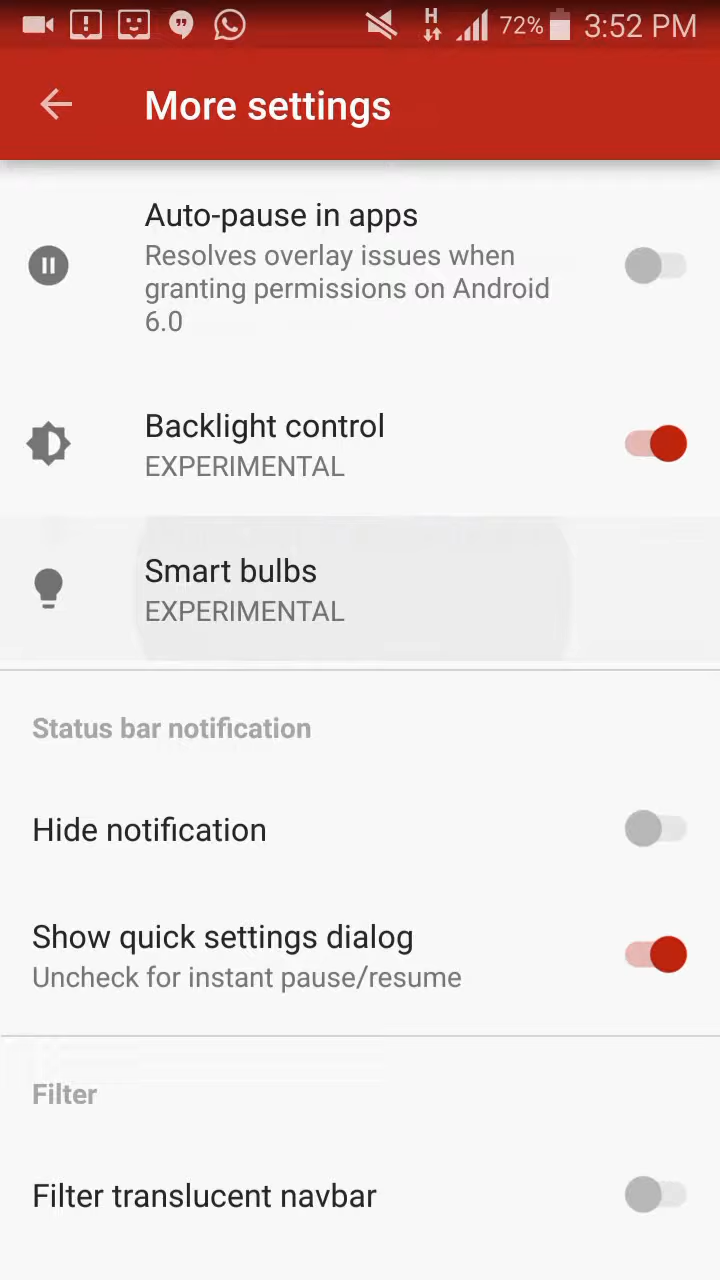 H 72% 3:52 PM
More settings
Auto-pause in apps
Resolves overlay issues when
granting permissions on Android
6.0
Backlight control
EXPERIMENTAL
Smart bulbs
EXPERIMENTAL
Status bar notification
Hide notification
Show quick settings dialog
Uncheck for instant pause/resume
Filter
Filter translucent navbar